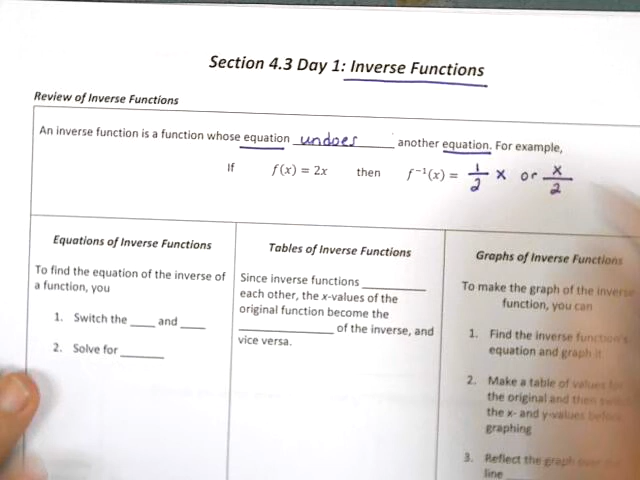 Section 4.3 Day 1: Inverse Functions
Review of Inverse Functions
An inverse function is a function whose equation undoes another equation. For example,
If f(x) = 2x then f⁻¹(x) = 1/2 x or x/2
Equations of Inverse Functions
To find the equation of the inverse of
a function, you
1. Switch the ____ and ____
2. Solve for _______
Tables of Inverse Functions
Since inverse functions __________
each other, the x-values of the
original function become the
______________ of the inverse, and
vice versa.
Graphs of Inverse Functions
To make the graph of the inverse
function, you can
1. Find the inverse function's
equation and graph it
2. Make a table of values for
the original and then switch
the x- and y-values before
graphing
3. Reflect the graph over the
line ____